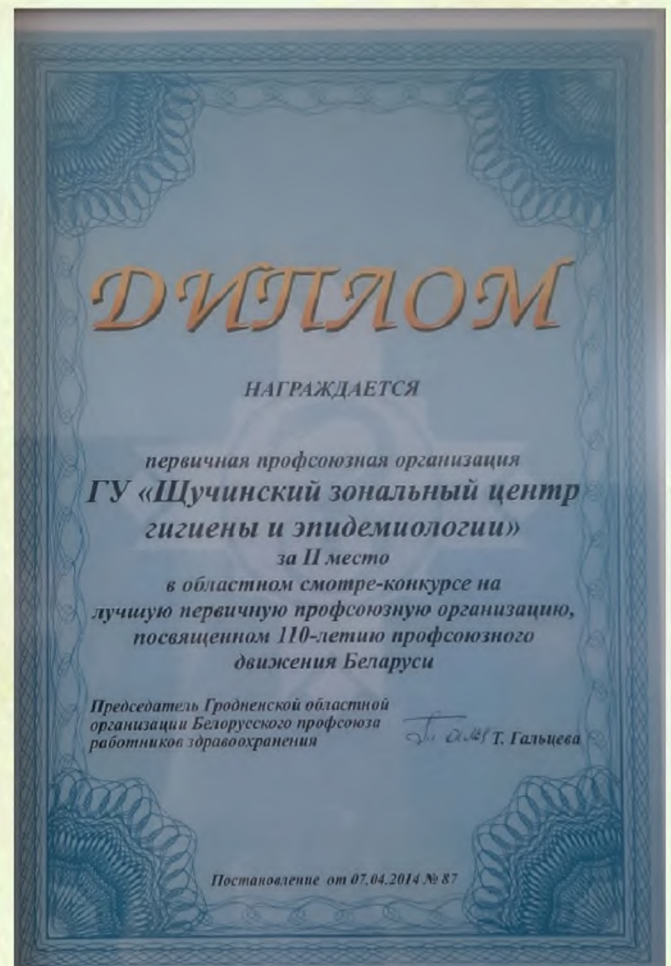 ДИПЛОМ
НАГРАЖДАЕТСЯ
первичная профсоюзная организация
ГУ «Щучинский зональный центр
гигиены и эпидемиологии»
за II место
в областном смотре-конкурсе на
лучшую первичную профсоюзную организацию,
посвященном 110-летию профсоюзного
движения Беларуси
Председатель Гродненской областной
организации Белорусского профсоюза
работников здравоохранения
Т. Гальцева
Постановление от 07.04.2014 № 87